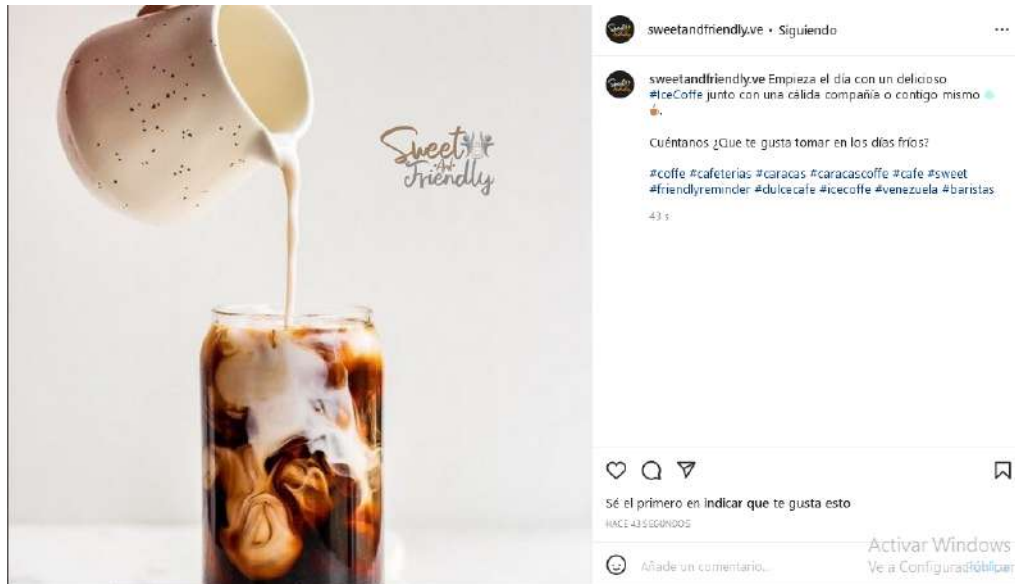 Sweet
And
Friendly
sweetandfriendly.ve • Siguiendo
sweetandfriendly.ve Empieza el día con un delicioso
#IceCoffe junto con una cálida compañía o contigo mismo
Cuéntanos ¿Que te gusta tomar en los días fríos?
#coffe #cafeterias #caracas #caracascoffe #cafe #sweet
#friendlyreminder #dulcecafe #icecoffe #venezuela #baristas
43 s
Sé el primero en indicar que te gusta esto
HACE 43 SEGUNDOS
Añade un comentario...
Publicar
Activar Windows
Ve a Configuración